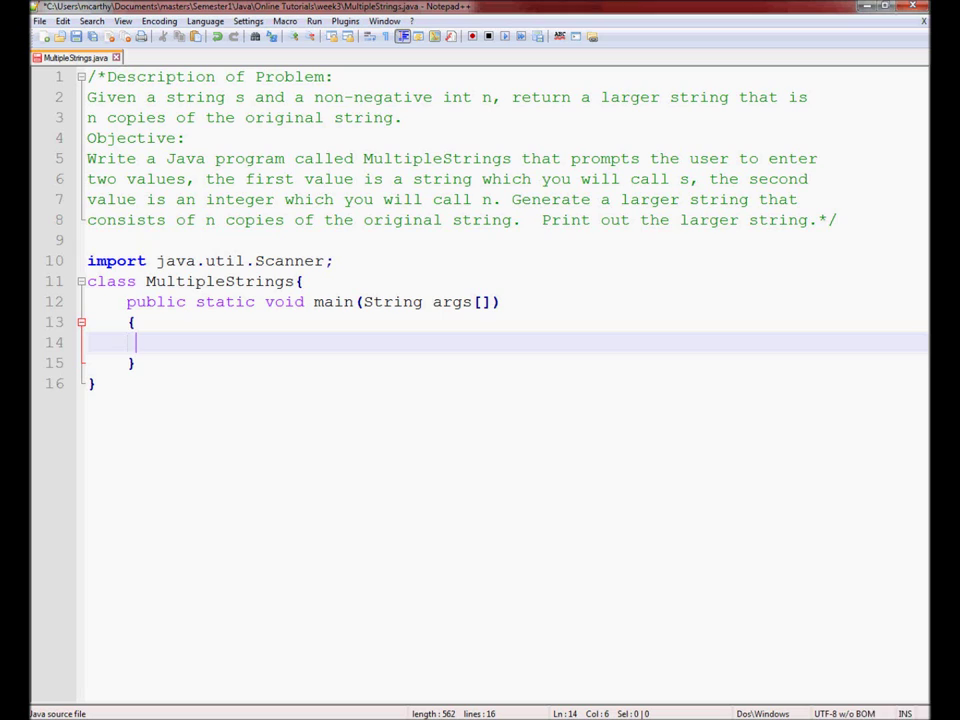 *C:\Users\mcarthy\Documents\masters\Semester1\Java\Online Tutorials\week3\MultipleStrings.java - Notepad++
File Edit Search View Encoding Language Settings Macro Run Plugins Window ? X
MultipleStrings.java
1 /*Description of Problem:
2 Given a string s and a non-negative int n, return a larger string that is
3 n copies of the original string.
4 Objective:
5 Write a Java program called MultipleStrings that prompts the user to enter
6 two values, the first value is a string which you will call s, the second
7 value is an integer which you will call n. Generate a larger string that
8 consists of n copies of the original string.  Print out the larger string.*/
9
10 import java.util.Scanner;
11 class MultipleStrings{
12 public static void main(String args[])
13 {
14
15 }
16 }
Java source file length : 562 lines : 16 Ln : 14 Col : 6 Sel : 0 | 0 Dos\Windows UTF-8 w/o BOM INS